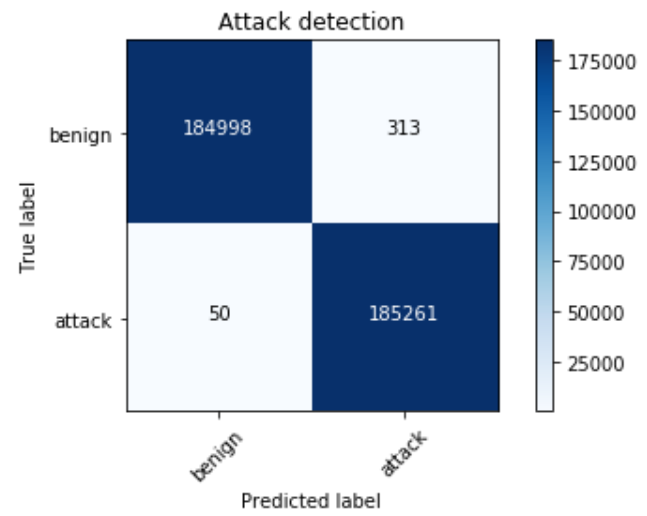 Attack detection
True label
benign
184998
313
attack
50
185261
benign
attack
Predicted label
175000
150000
125000
100000
75000
50000
25000